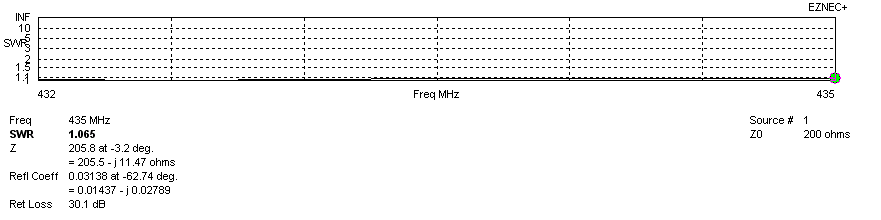 EZNEC+
INF
10
5
SWR 3
2
1.5
1.1
1
432 Freq MHz 435
Freq 435 MHz Source # 1
SWR 1.065 Z0 200 ohms
Z 205.8 at -3.2 deg.
= 205.5 - j 11.47 ohms
Refl Coeff 0.03138 at -62.74 deg.
= 0.01437 - j 0.02789
Ret Loss 30.1 dB